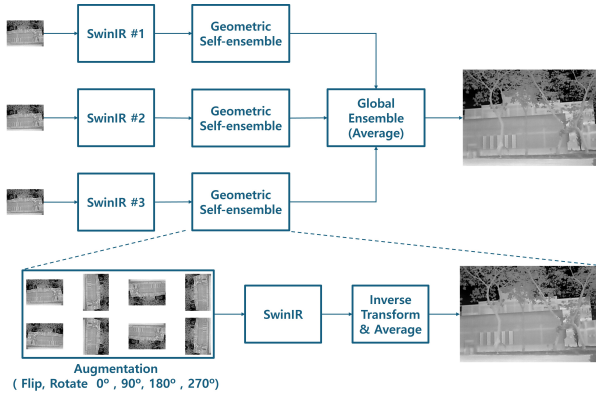 SwinIR #1
Geometric
Self-ensemble
SwinIR #2
Geometric
Self-ensemble
Global
Ensemble
(Average)
SwinIR #3
Geometric
Self-ensemble
SwinIR
Inverse
Transform
& Average
Augmentation
( Flip, Rotate 0º , 90º, 180º , 270º)